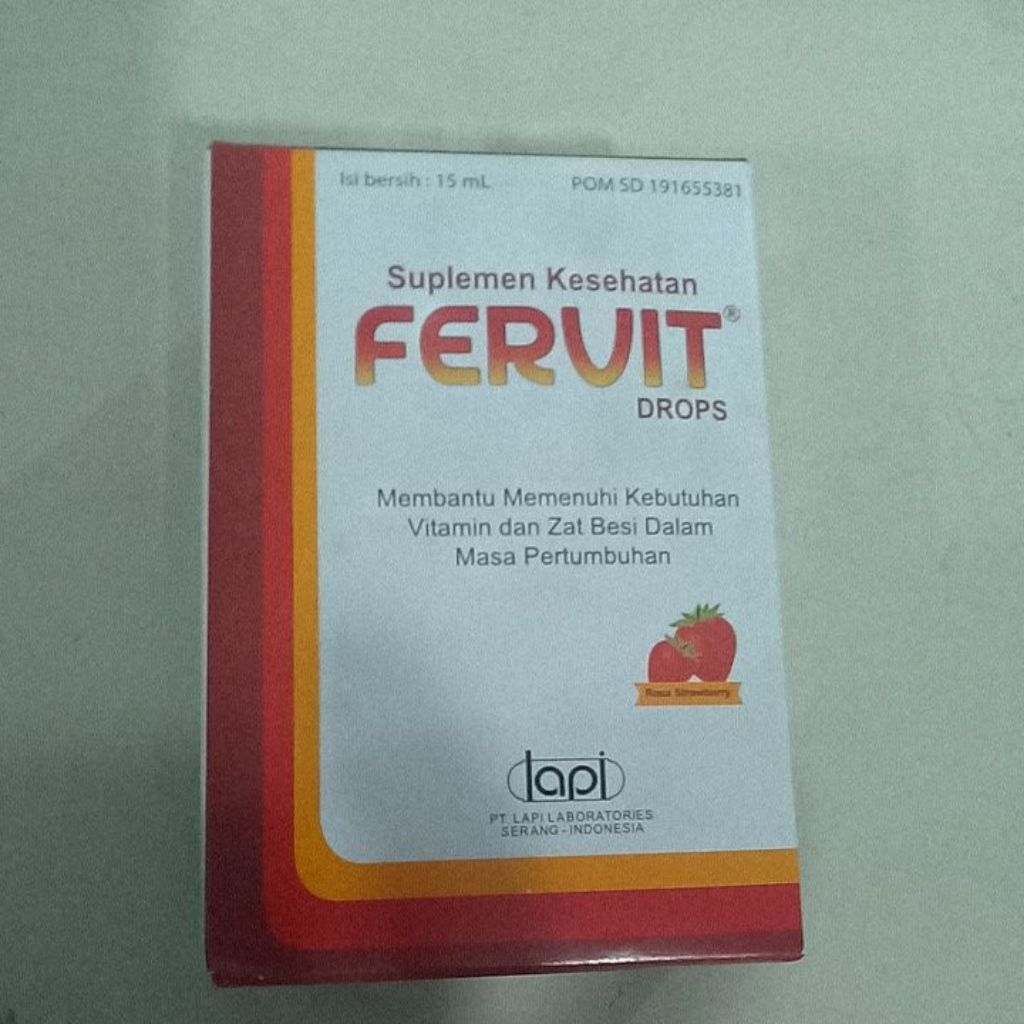 Isi bersih : 15 mL
POM SD 191655381
Suplemen Kesehatan
FERVIT®
DROPS
Membantu Memenuhi Kebutuhan
Vitamin dan Zat Besi Dalam
Masa Pertumbuhan
Rasa Strawberry
lapi
PT. LAPI LABORATORIES
SERANG - INDONESIA